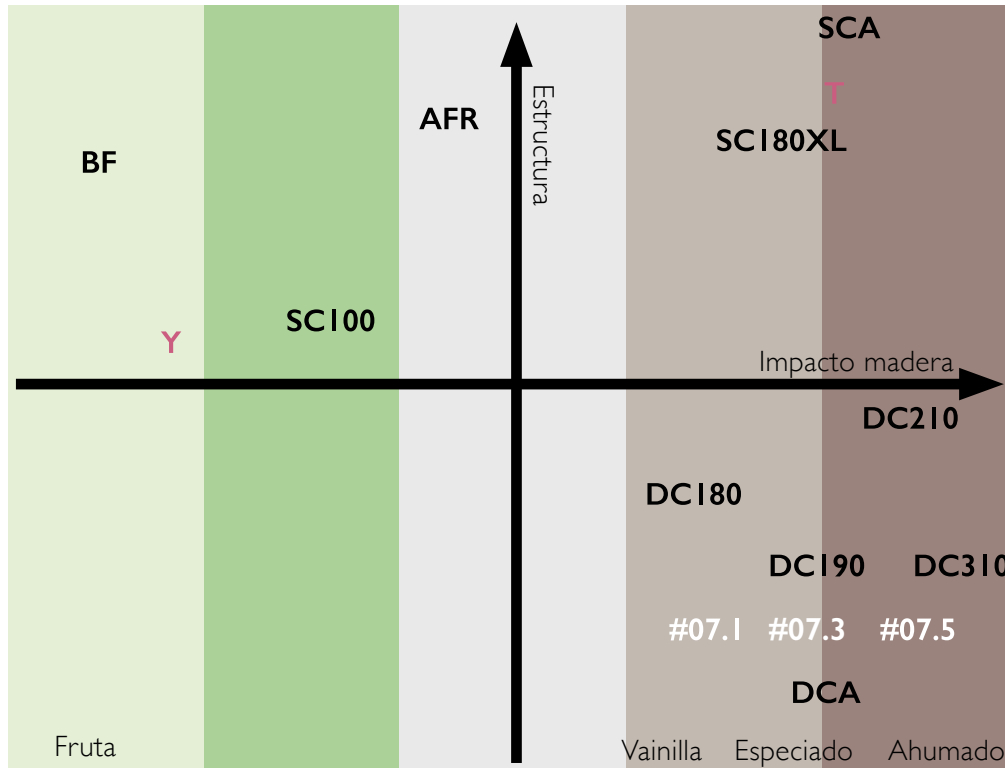 SCA
T
AFR
Estructura
SC180XL
BF
SC100
Y
Impacto madera
DC210
DC180
DC190
DC310
#07.1
#07.3
#07.5
DCA
Fruta
Vainilla
Especiado
Ahumado